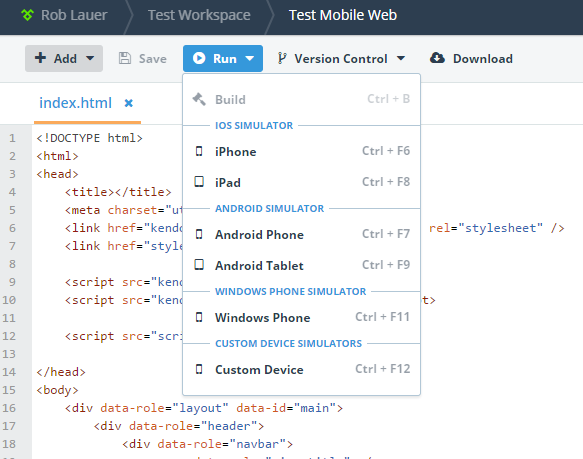 Rob Lauer Test Workspace Test Mobile Web
Add Save Run Version Control Download
index.html ×
Build Ctrl + B
IOS SIMULATOR
iPhone Ctrl + F6
iPad Ctrl + F8
ANDROID SIMULATOR
Android Phone Ctrl + F7
Android Tablet Ctrl + F9
WINDOWS PHONE SIMULATOR
Windows Phone Ctrl + F11
CUSTOM DEVICE SIMULATORS
Custom Device Ctrl + F12
1 <!DOCTYPE html>
2 <html>
3 <head>
4 <title></title>
5 <meta charset="ut
6 <link href="kendo rel="stylesheet" />
7 <link href="style
8
9 <script src="kend
10 <script src="kend t>
11
12 <script src="scri
13
14 </head>
15 <body>
16 <div data-role="layout" data-id="main">
17 <div data-role="header">
18 <div data-role="navbar">